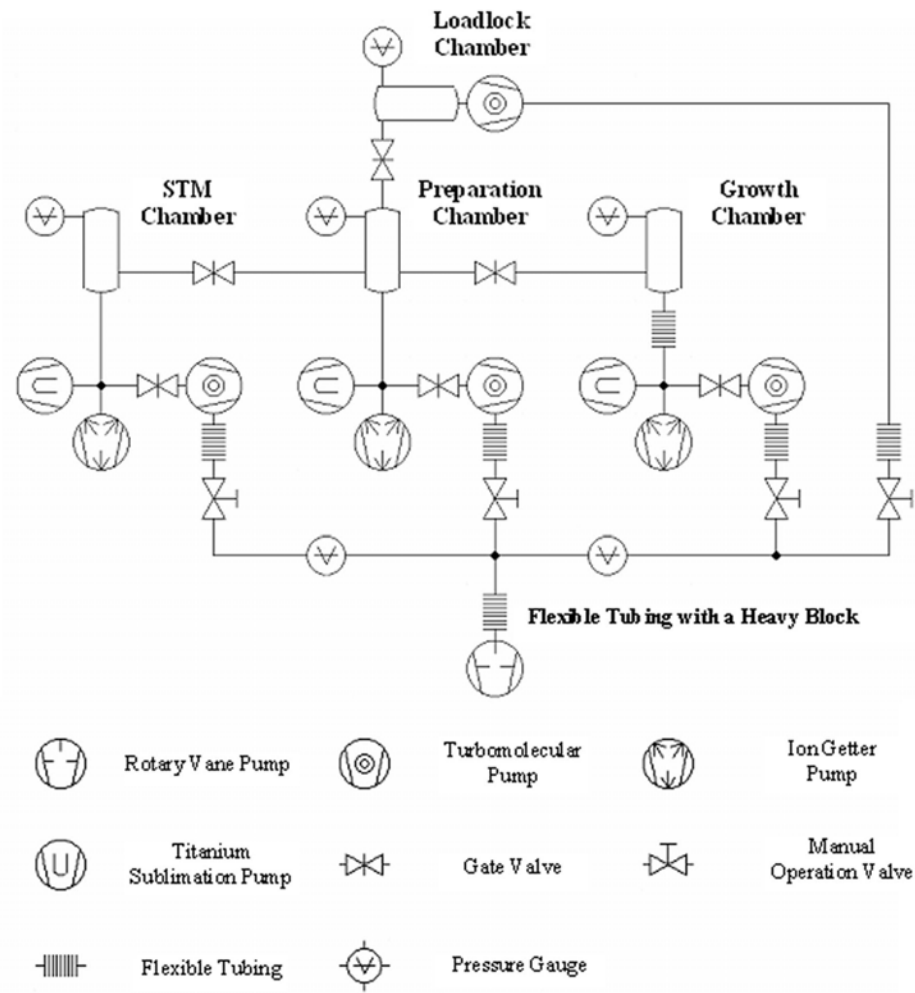 Loadlock
Chamber
STM
Chamber
Preparation
Chamber
Growth
Chamber
Flexible Tubing with a Heavy Block
Rotary Vane Pump
Turbomolecular
Pump
Ion Getter
Pump
Titanium
Sublimation Pump
Gate Valve
Manual
Operation Valve
Flexible Tubing
Pressure Gauge